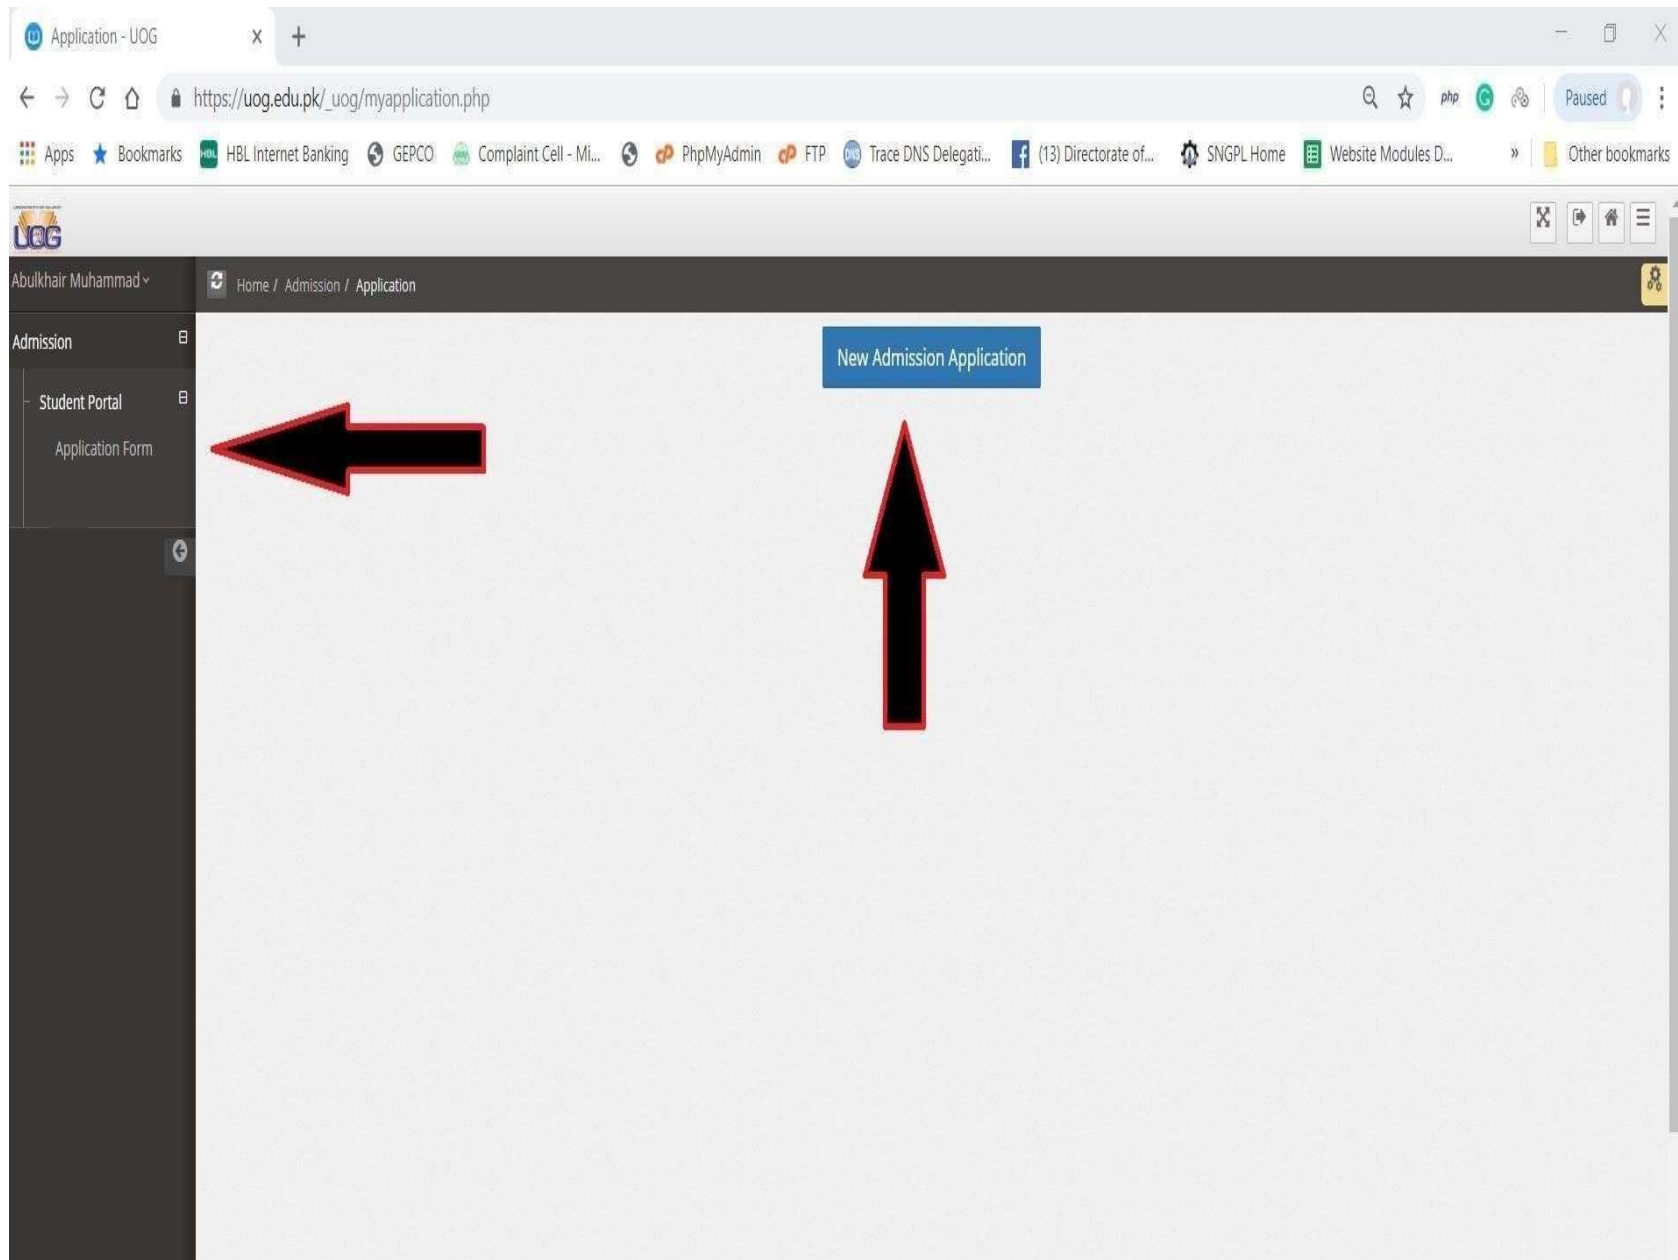 Application - UOG
https://uog.edu.pk/_uog/myapplication.php
php
Paused
Apps Bookmarks HBL Internet Banking GEPCO Complaint Cell - Mi... PhpMyAdmin FTP Trace DNS Delegati... (13) Directorate of... SNGPL Home Website Modules D... » Other bookmarks
UOG
Abulkhair Muhammad
Home / Admission / Application
Admission
New Admission Application
Student Portal
Application Form